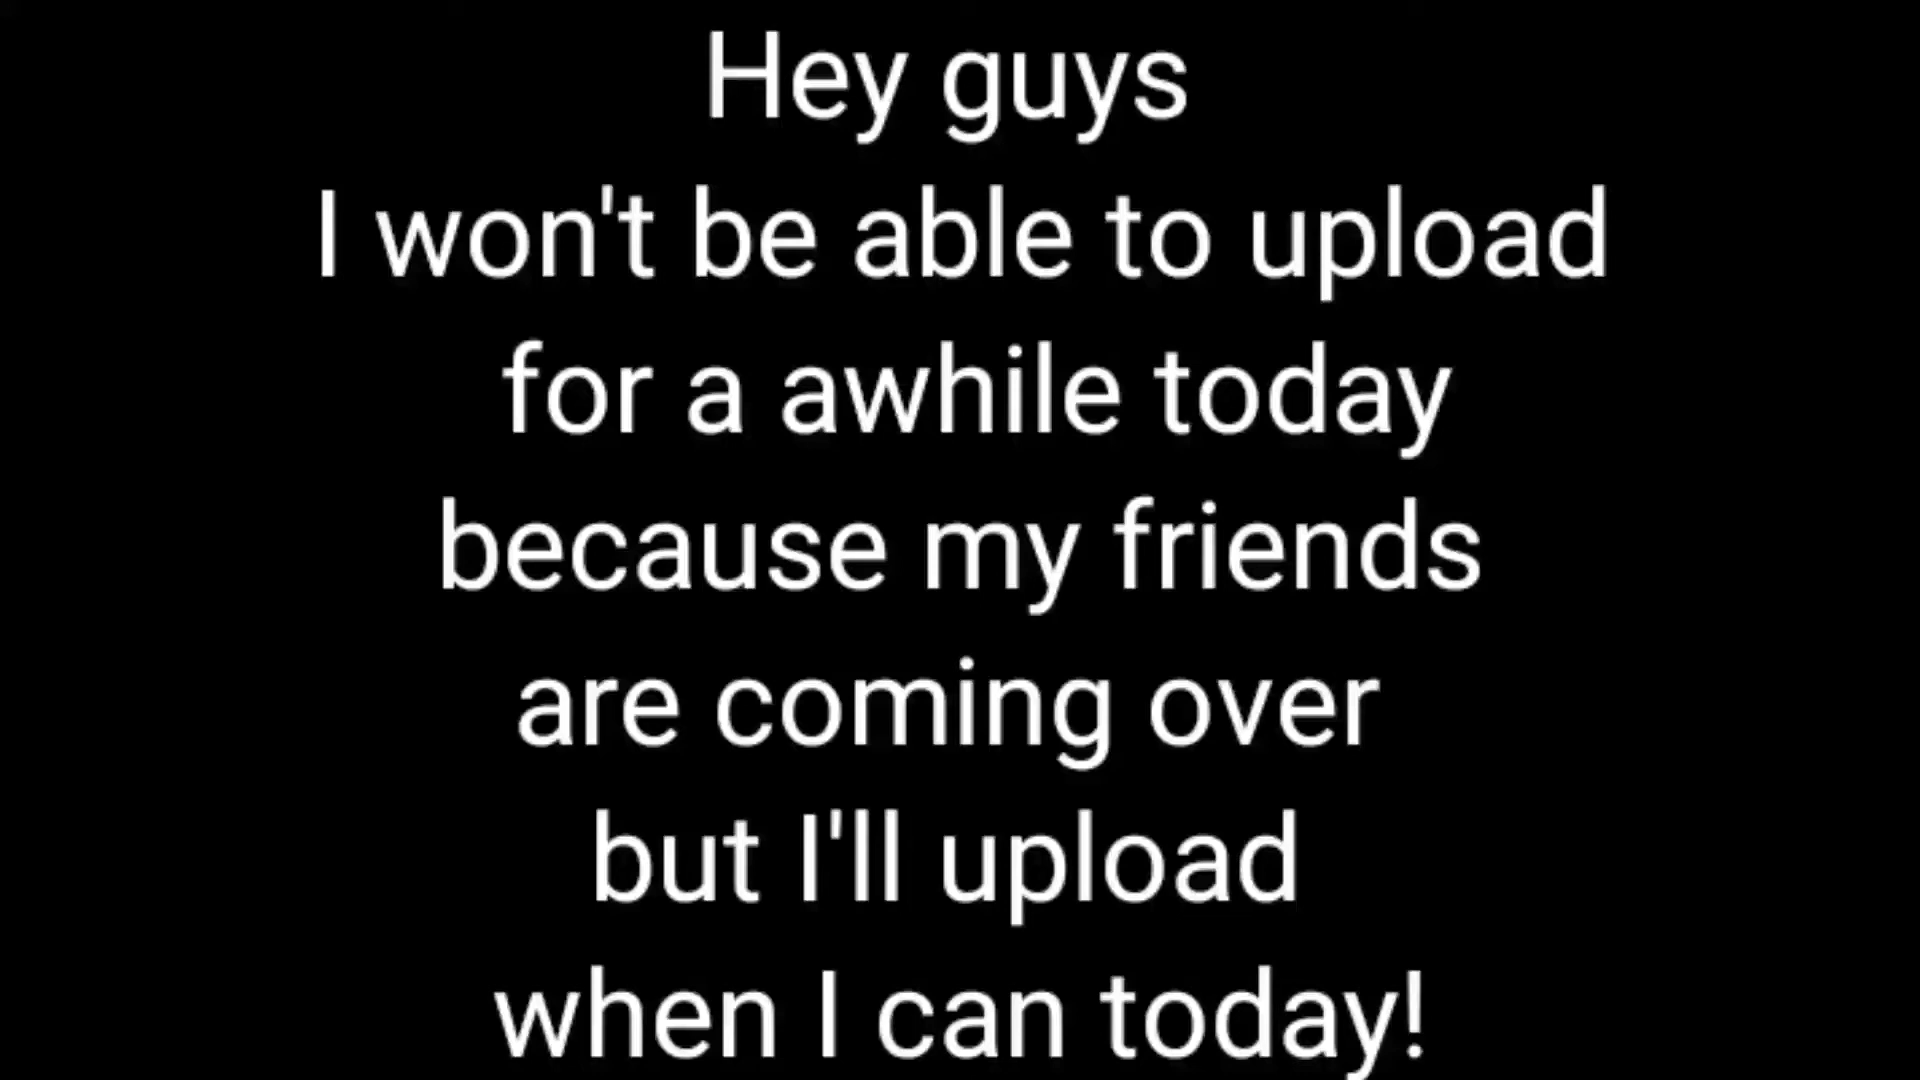 Hey guys
I won't be able to upload
for a awhile today
because my friends
are coming over
but I'll upload
when I can today!